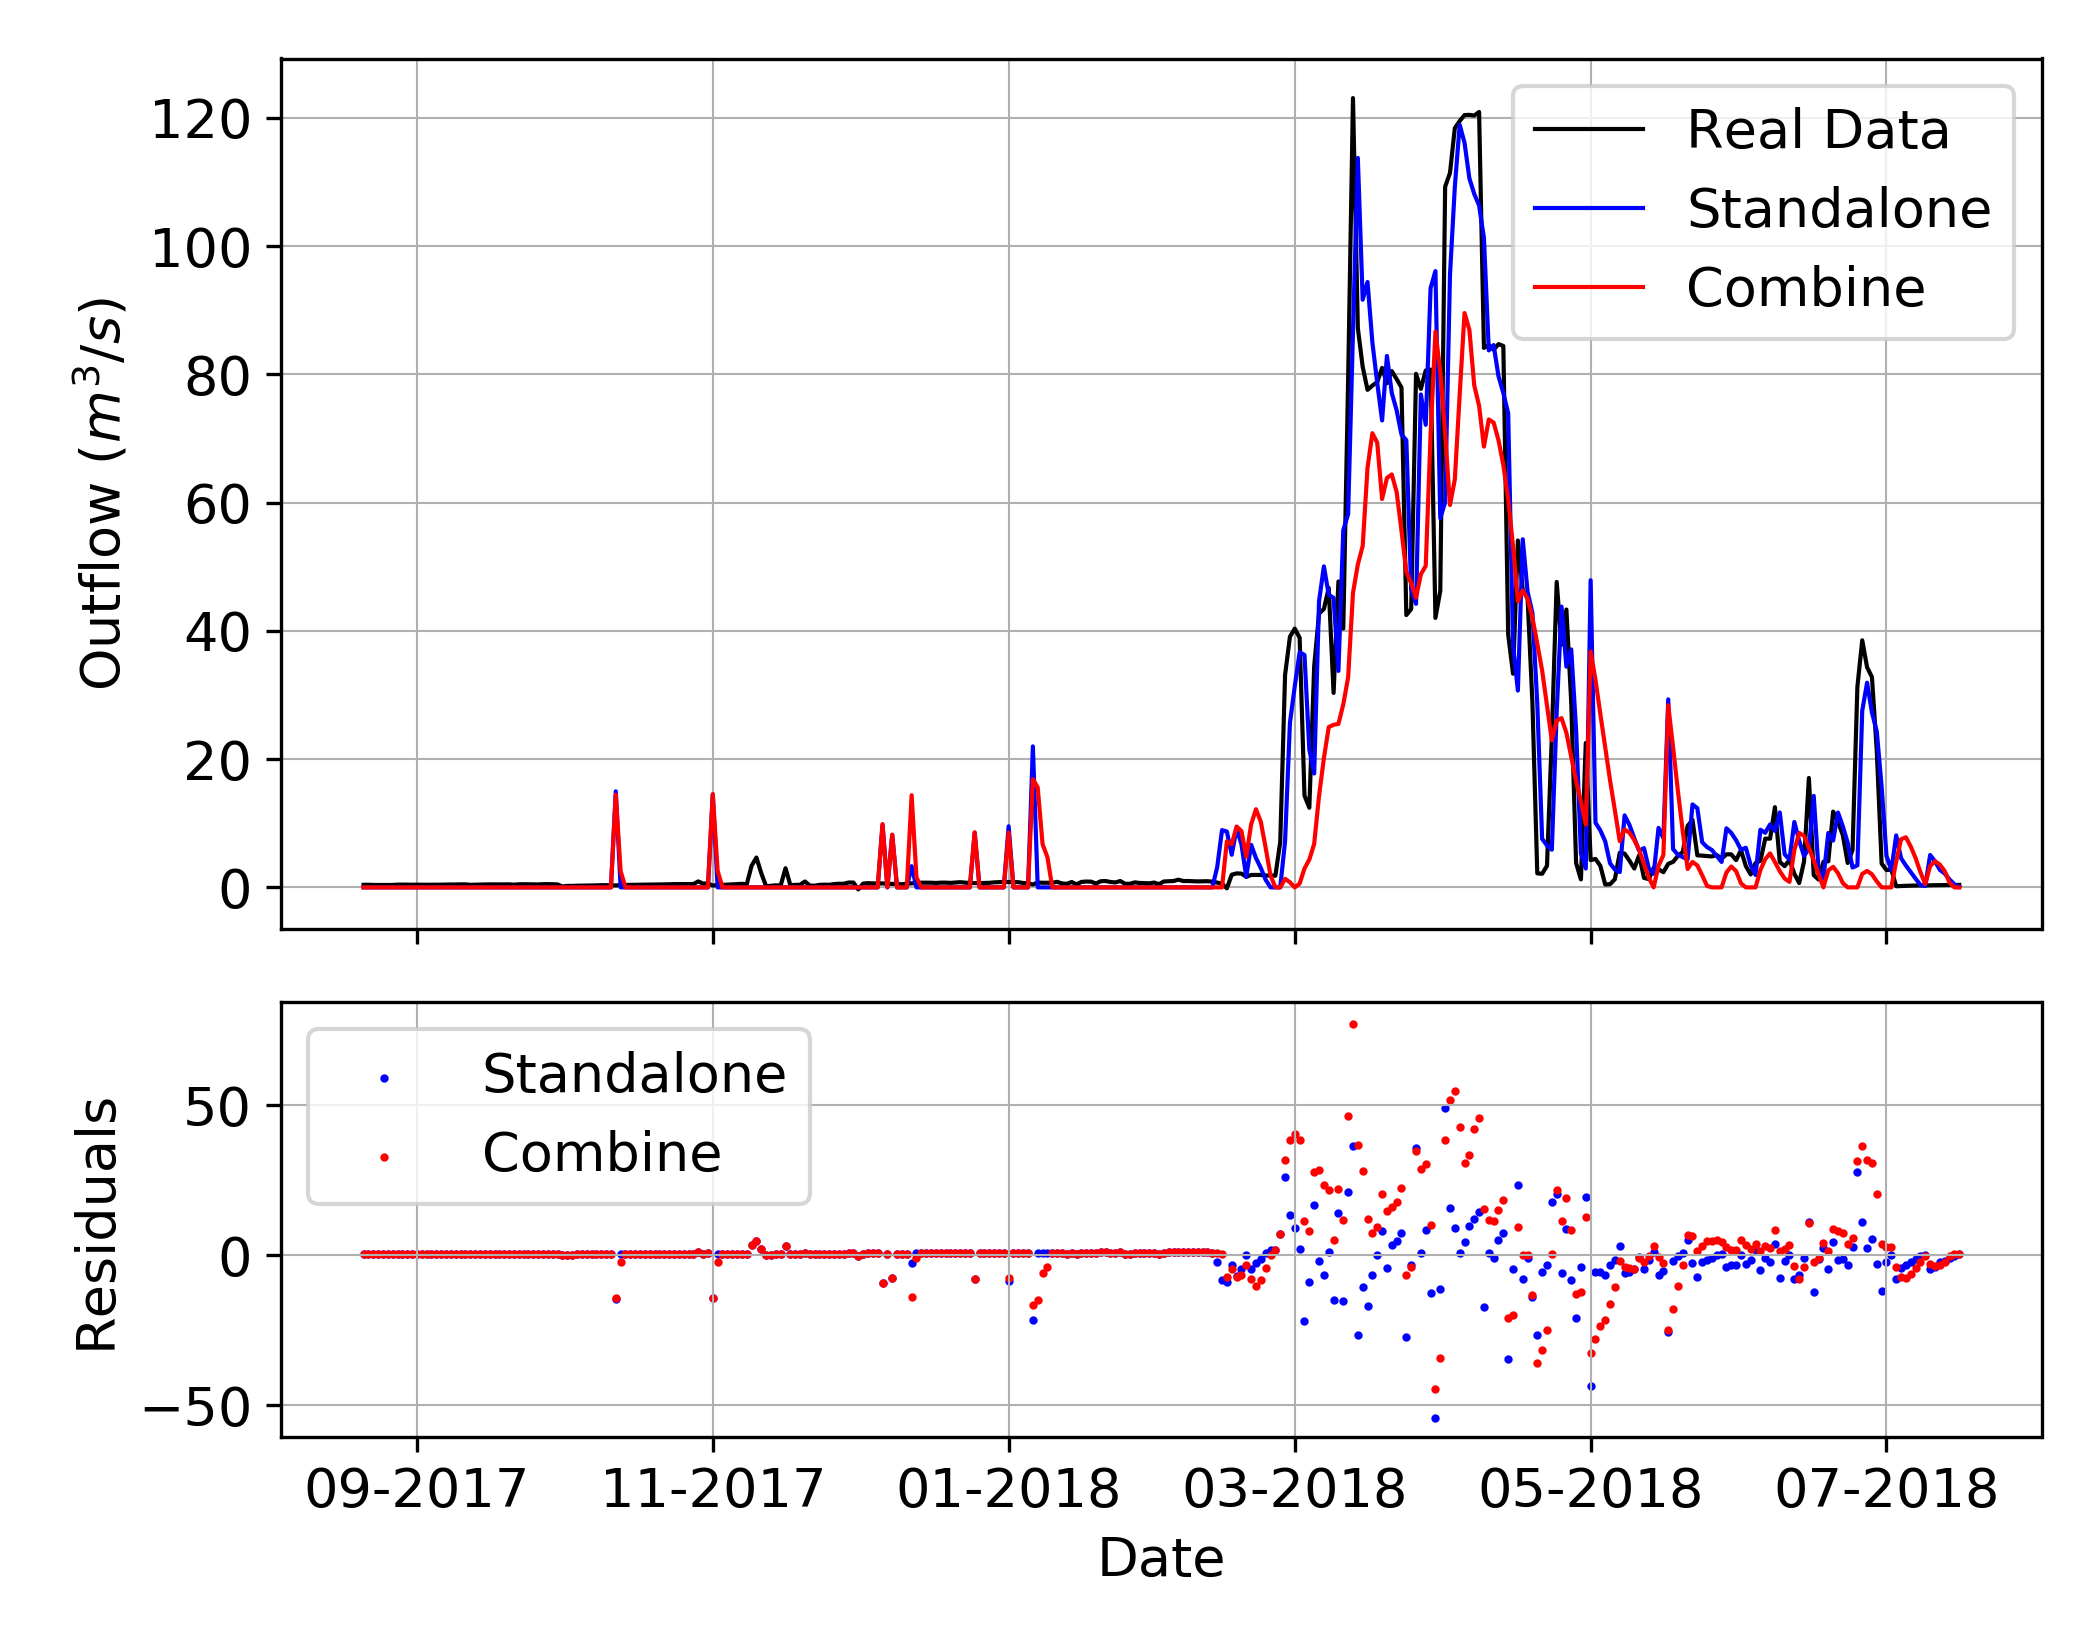 120
100
80
60
40
20
0
Outflow (m³/s)
Real Data
Standalone
Combine
50
0
−50
Residuals
Standalone
Combine
09-2017 11-2017 01-2018 03-2018 05-2018 07-2018
Date